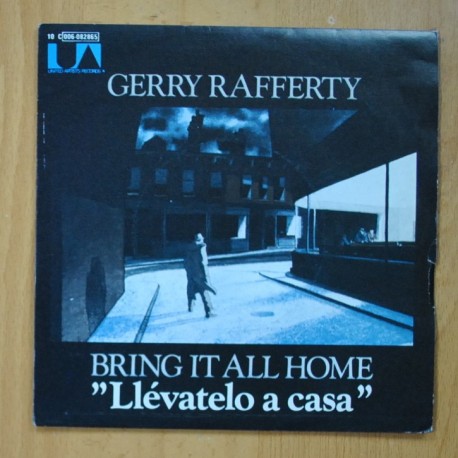 10 C 006-082865
UA
UNITED ARTISTS RECORDS
GERRY RAFFERTY
BRING IT ALL HOME
”Llévatelo a casa”